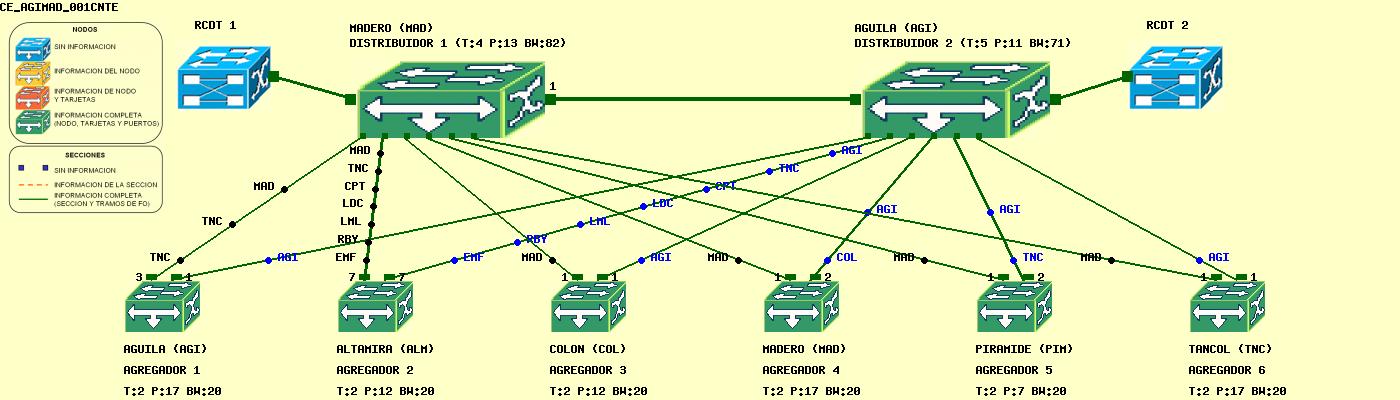 CE_AGIMAD_001CNTE
NODOS
SIN INFORMACION
INFORMACION DEL NODO
INFORMACION DE NODO
Y TARJETAS
INFORMACION COMPLETA
(NODO, TARJETAS Y PUERTOS)
SECCIONES
SIN INFORMACION
INFORMACION DE LA SECCION
INFORMACION COMPLETA
(SECCION Y TRAMOS DE FO)
RCDT 1
MADERO (MAD)
DISTRIBUIDOR 1 (T:4 P:13 BW:82)
AGUILA (AGI)
DISTRIBUIDOR 2 (T:5 P:11 BW:71)
RCDT 2
1
MAD
TNC
TNC
3
AGI
1
MAD
TNC
CPT
LDC
LML
RBY
EMF
7
AGI
TNC
CPT
LDC
LML
RBY
EMF
7
MAD
1
AGI
1
MAD
1
AGI
COL
2
MAD
1
AGI
TNC
2
MAD
1
AGI
1
AGUILA (AGI)
AGREGADOR 1
T:2 P:17 BW:20
ALTAMIRA (ALM)
AGREGADOR 2
T:2 P:12 BW:20
COLON (COL)
AGREGADOR 3
T:2 P:12 BW:20
MADERO (MAD)
AGREGADOR 4
T:2 P:17 BW:20
PIRAMIDE (PIM)
AGREGADOR 5
T:2 P:7 BW:20
TANCOL (TNC)
AGREGADOR 6
T:2 P:17 BW:20